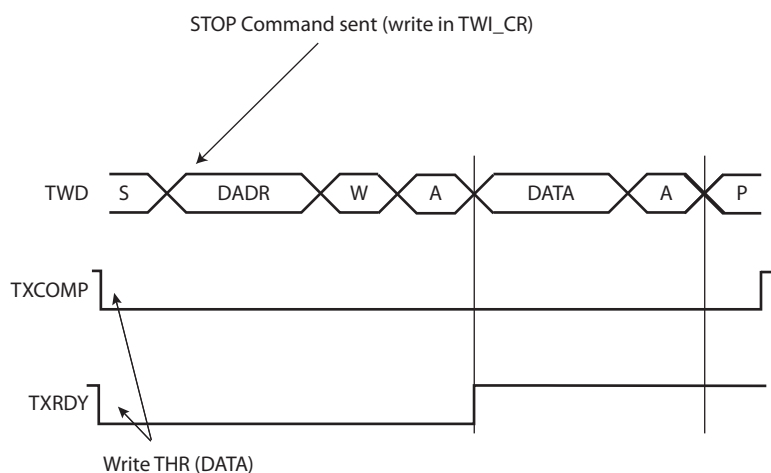 STOP Command sent (write in TWI_CR)
TWD S DADR W A DATA A P
TXCOMP
TXRDY
Write THR (DATA)